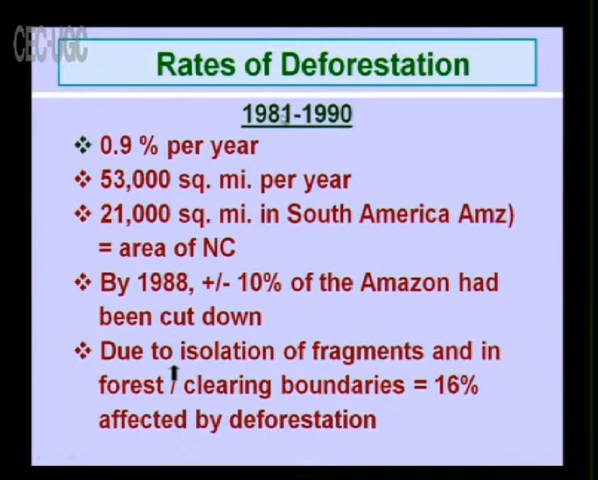 CEC-UGC
Rates of Deforestation
1981-1990
0.9 % per year
53,000 sq. mi. per year
21,000 sq. mi. in South America Amz)
= area of NC
By 1988, +/- 10% of the Amazon had
been cut down
Due to isolation of fragments and in
forest / clearing boundaries = 16%
affected by deforestation